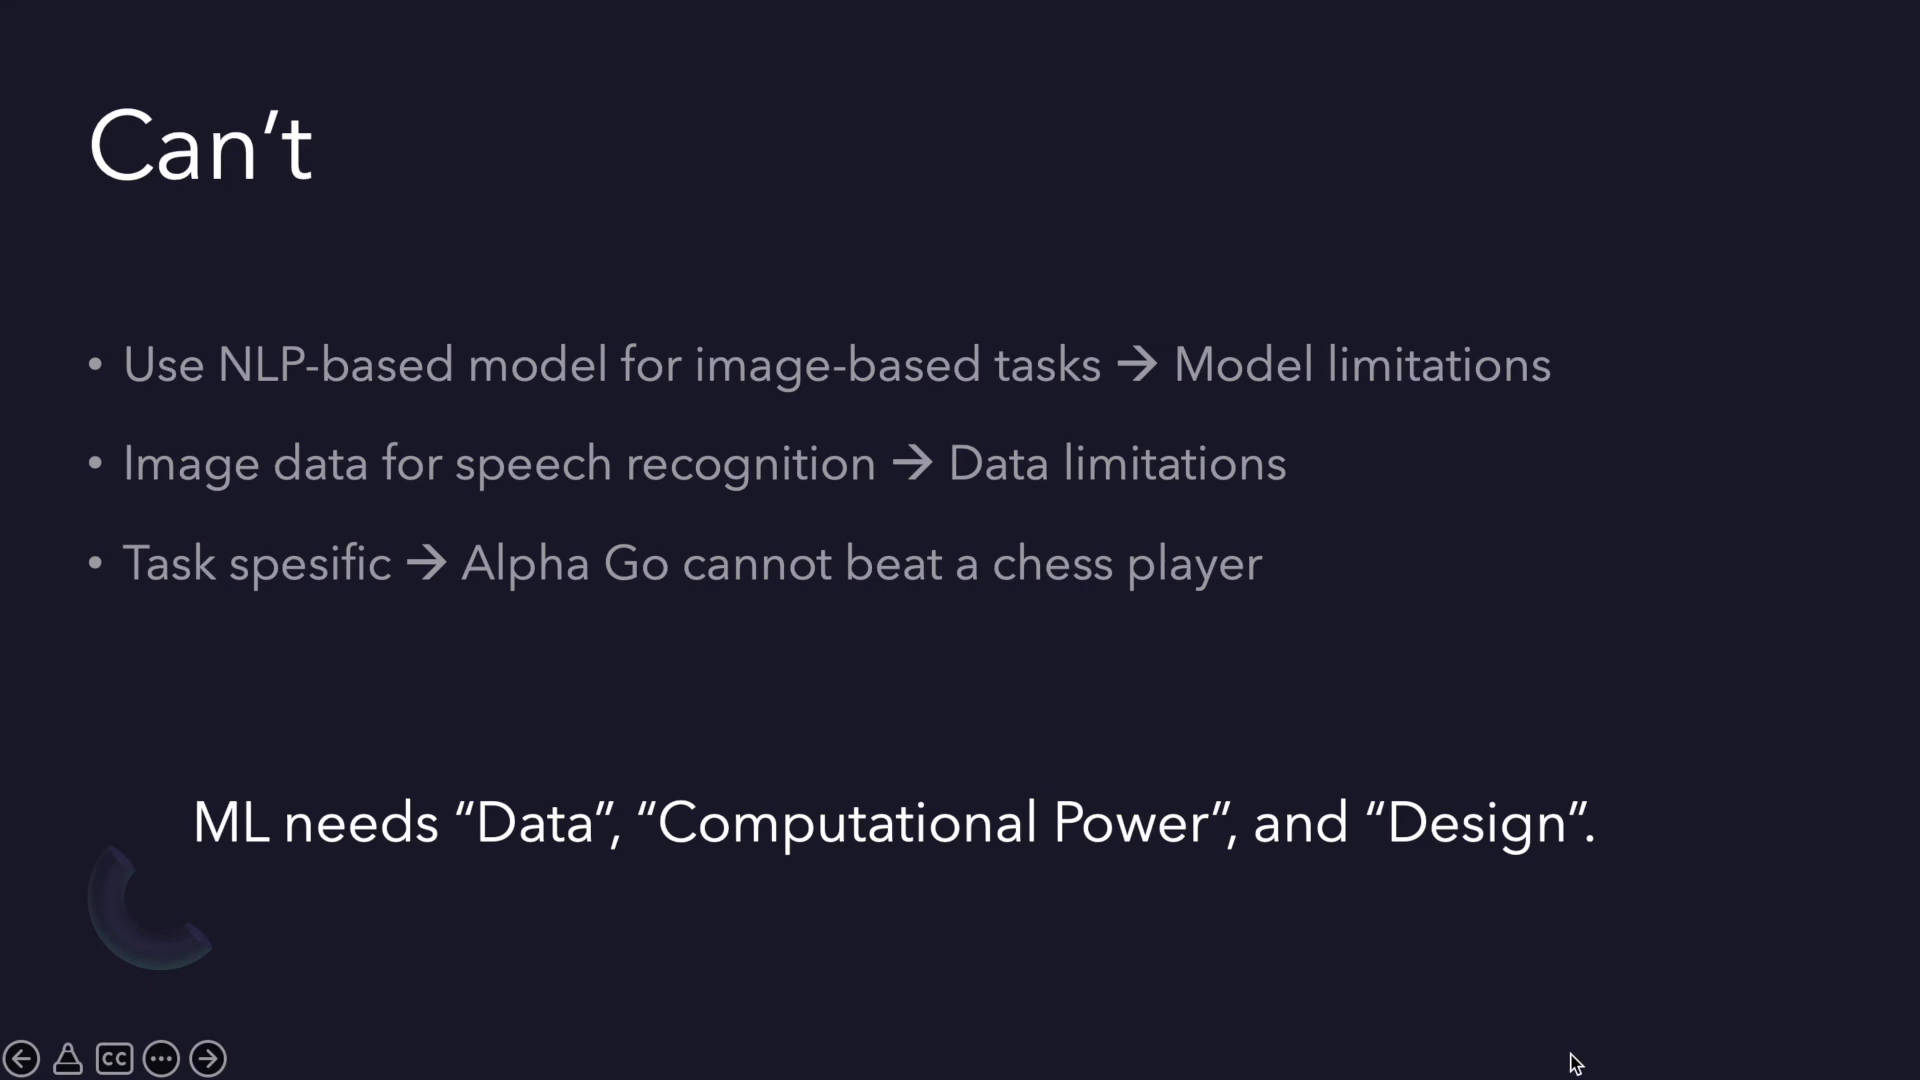 Can’t
• Use NLP-based model for image-based tasks → Model limitations
• Image data for speech recognition → Data limitations
• Task spesific → Alpha Go cannot beat a chess player
ML needs “Data”, “Computational Power”, and “Design”.
CC